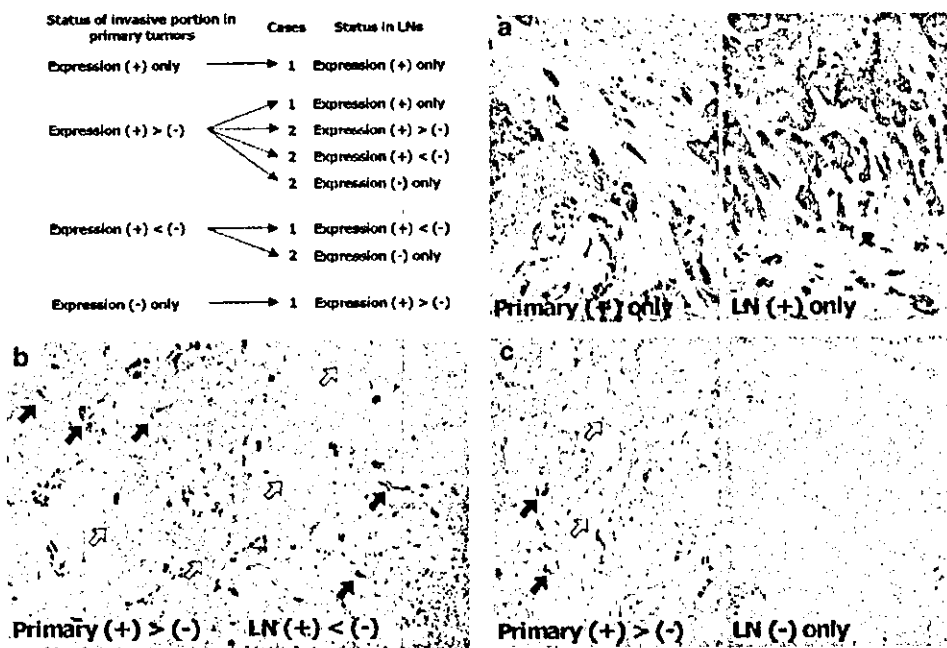 Status of invasive portion in primary tumors Cases Status in LNs
Expression (+) only 1 Expression (+) only
Expression (+) > (-) 1 Expression (+) only
2 Expression (+) > (-)
2 Expression (+) < (-)
2 Expression (-) only
Expression (+) < (-) 1 Expression (+) < (-)
2 Expression (-) only
Expression (-) only 1 Expression (+) > (-)
a
Primary (+) only LN (+) only
b
Primary (+) > (-) LN (+) < (-)
c
Primary (+) > (-) LN (-) only